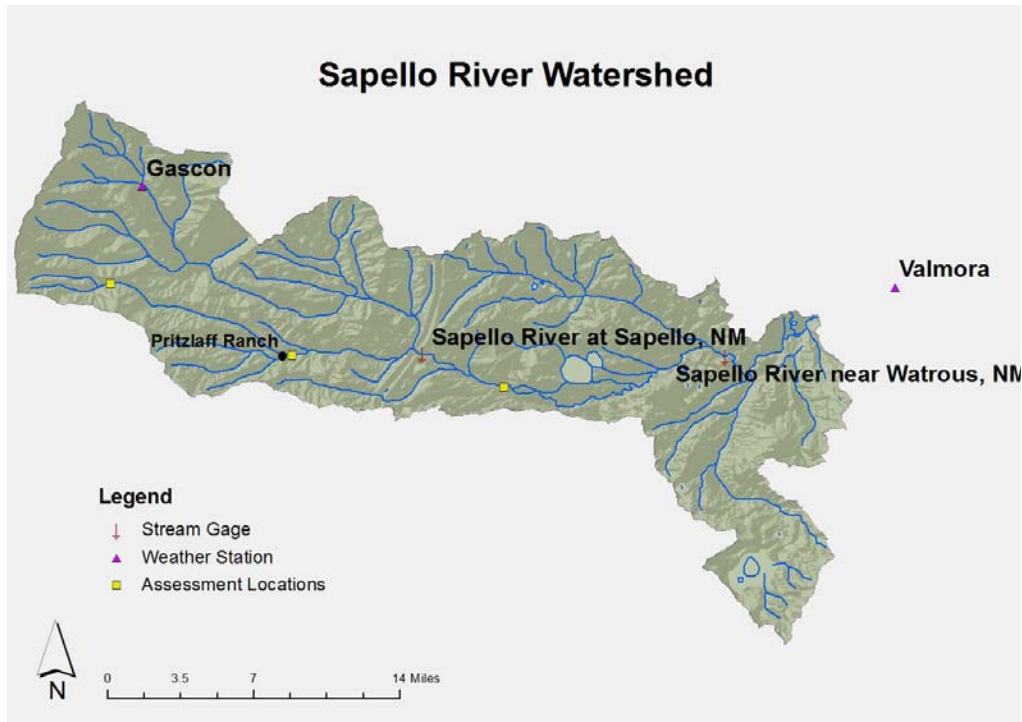 Sapello River Watershed
Gascon
Valmora
Sapello River at Sapello, NM
Pritzlaff Ranch
Sapello River near Watrous, NM
Legend
Stream Gage
Weather Station
Assessment Locations
N
0 3.5 7 14 Miles